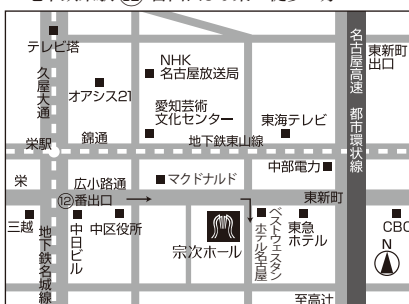 テレビ塔
久屋大通
NHK
名古屋放送局
オアシス21
愛知芸術
文化センター
東海テレビ
名古屋高速 都市環状線
東新町
出口
栄駅
錦通
地下鉄東山線
中部電力
栄
広小路通
マクドナルド
東新町
⑫番出口
三越
地下鉄名城線
中日ビル
中区役所
宗次ホール
ベストウェスタン
ホテル名古屋
東急
ホテル
CBC
N
至高辻